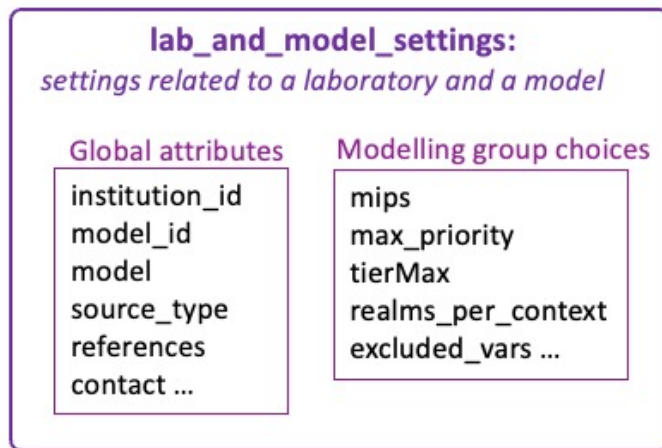 lab_and_model_settings:
settings related to a laboratory and a model
Global attributes
institution_id
model_id
model
source_type
references
contact ...
Modelling group choices
mips
max_priority
tierMax
realms_per_context
excluded_vars ...